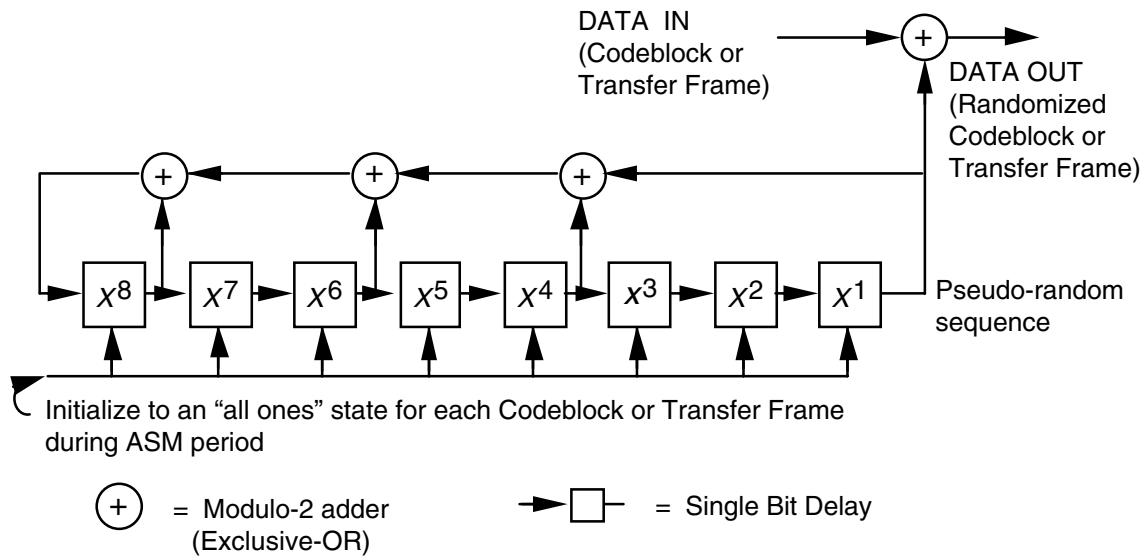 DATA IN
(Codeblock or
Transfer Frame)
+
DATA OUT
(Randomized
Codeblock or
Transfer Frame)
+ + +
X8 X7 X6 X5 X4 x3 X2 X1
Pseudo-random
sequence
Initialize to an “all ones” state for each Codeblock or Transfer Frame
during ASM period
+ = Modulo-2 adder
(Exclusive-OR)
= Single Bit Delay